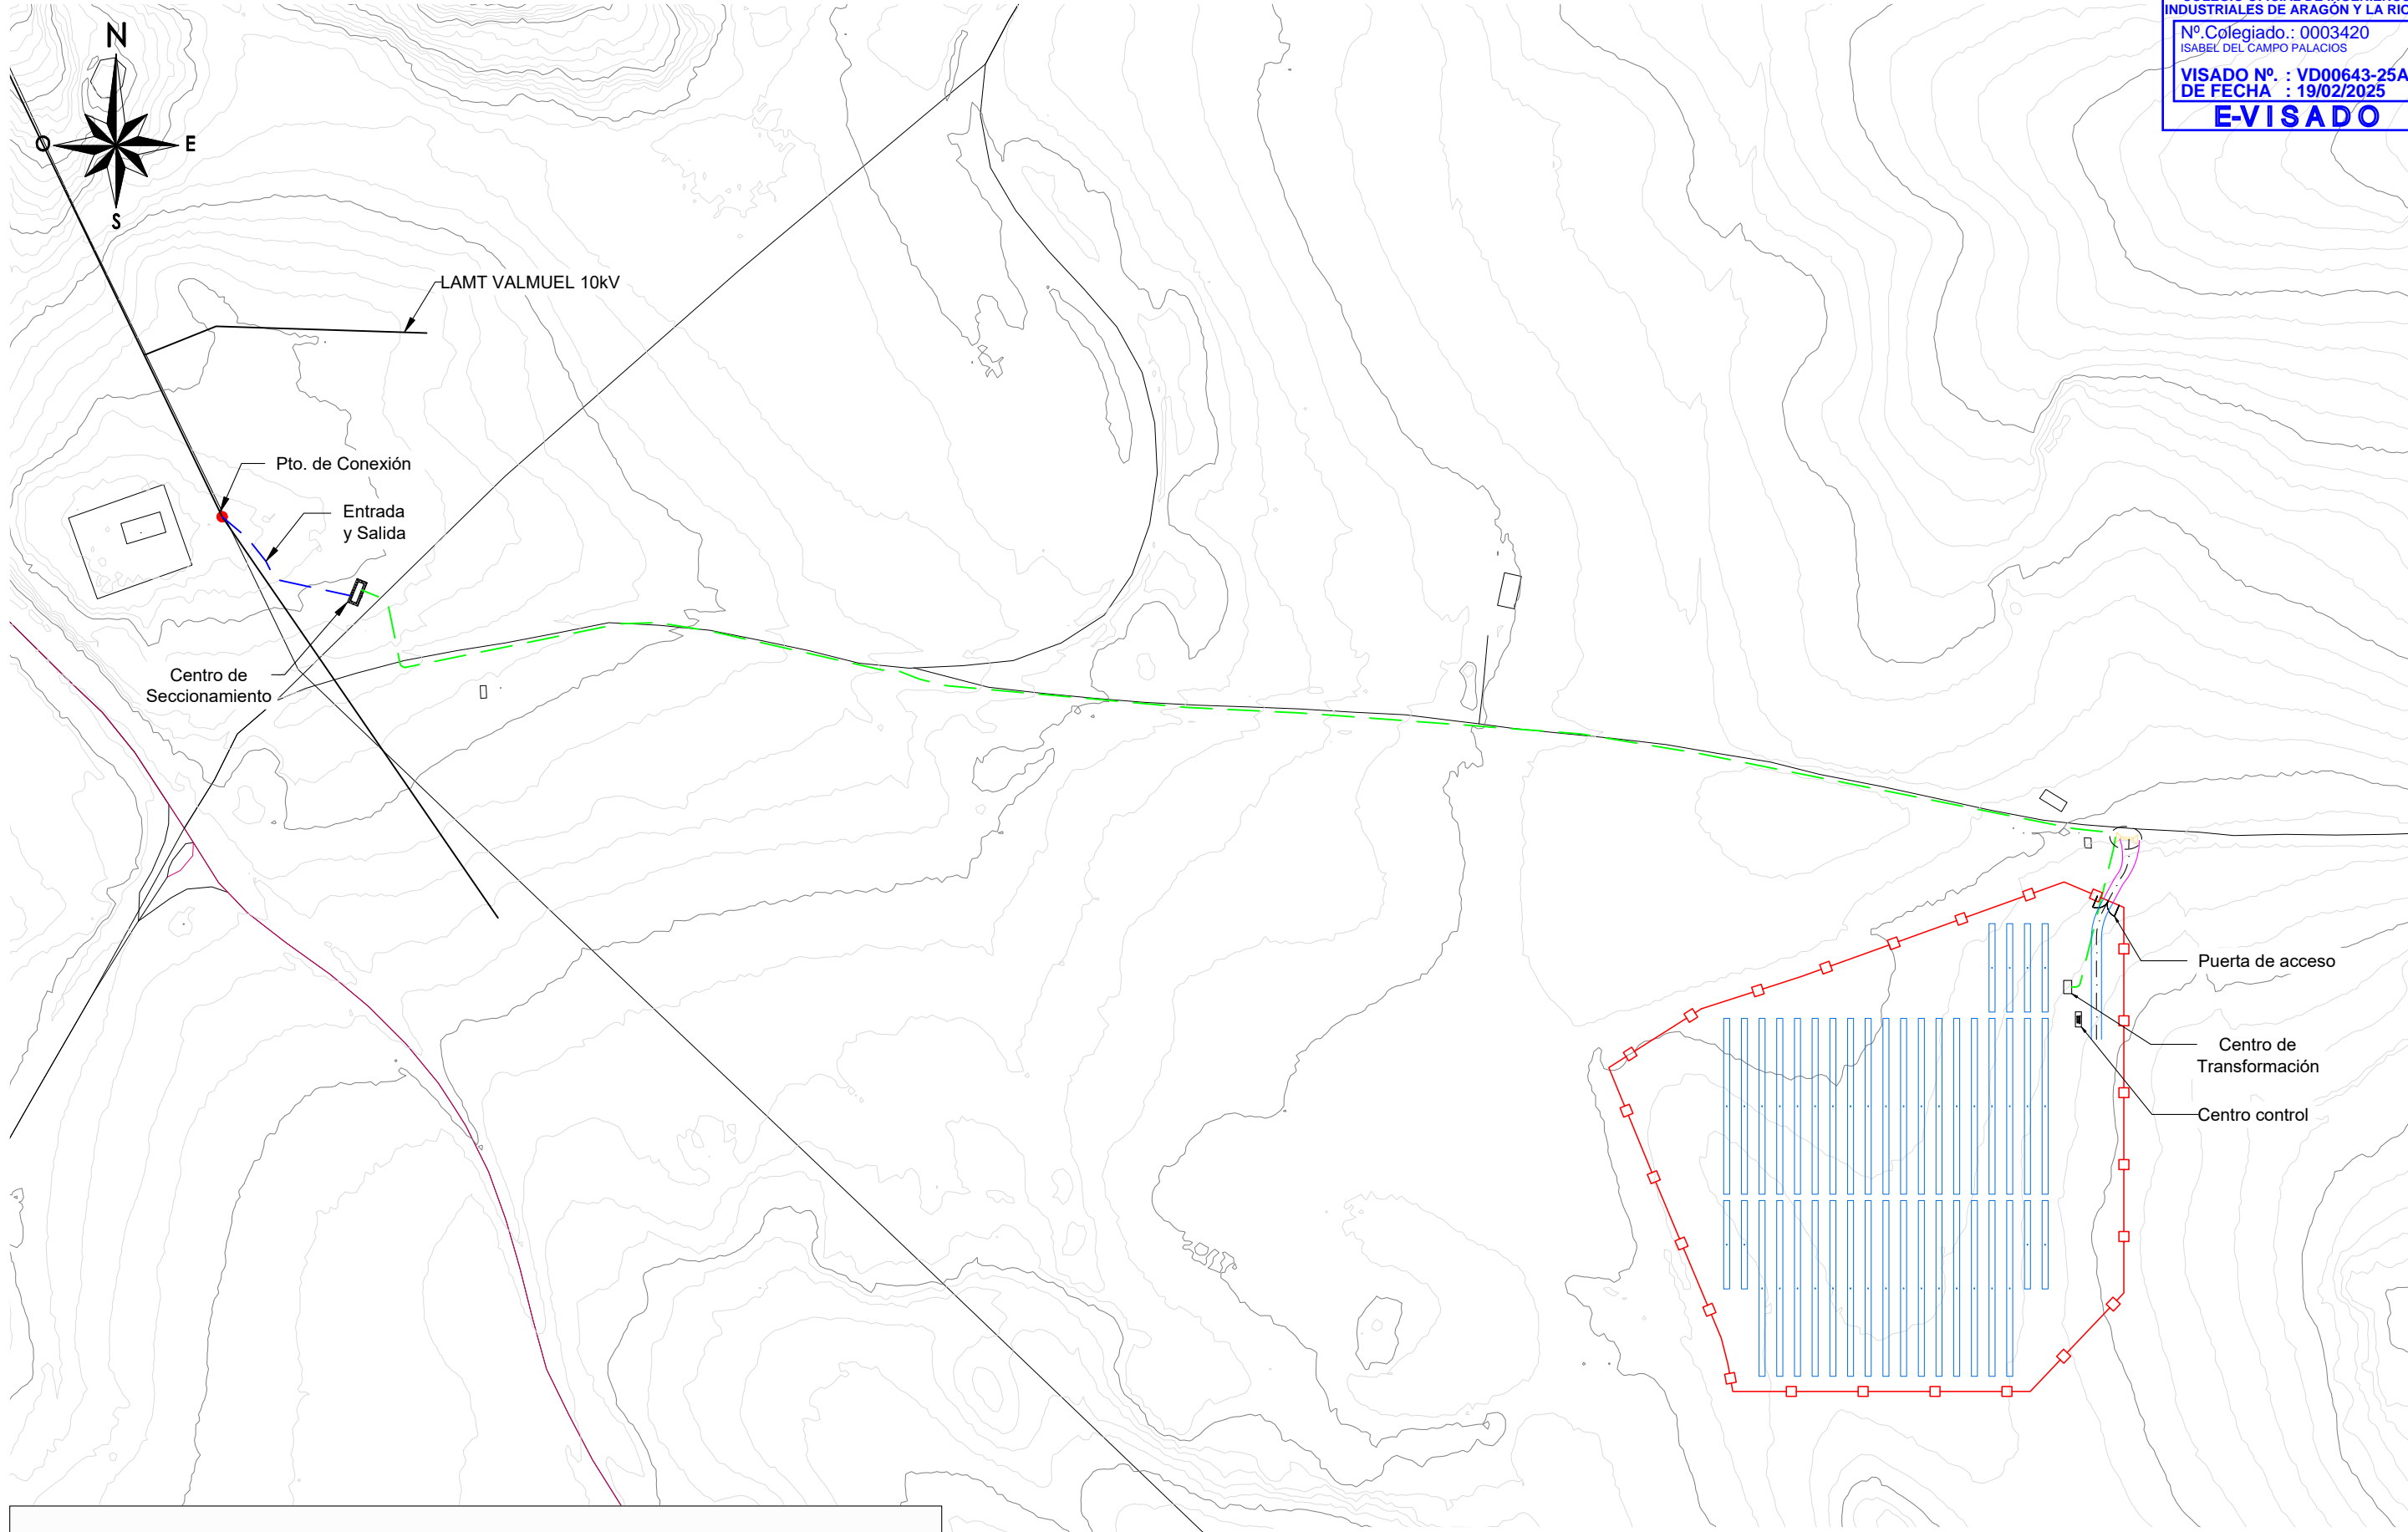 INDUSTRIALES DE ARAGÓN Y LA
Nº.Colegiado.: 0003420
ISABEL DEL CAMPO PALACIOS
VISADO Nº. : VD00643-25A
DE FECHA : 19/02/2025
E-VISADO
N
O
E
S
LAMT VALMUEL 10kV
Pto. de Conexión
Entrada
y Salida
Centro de
Seccionamiento
Puerta de acceso
Centro de
Transformación
Centro control